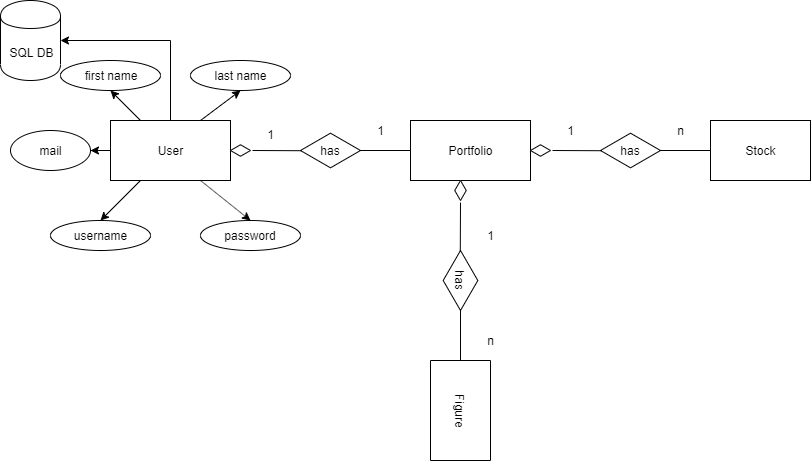 SQL DB
first name
last name
mail
User
1
has
1
Portfolio
1
has
n
Stock
username
password
1
has
n
Figure